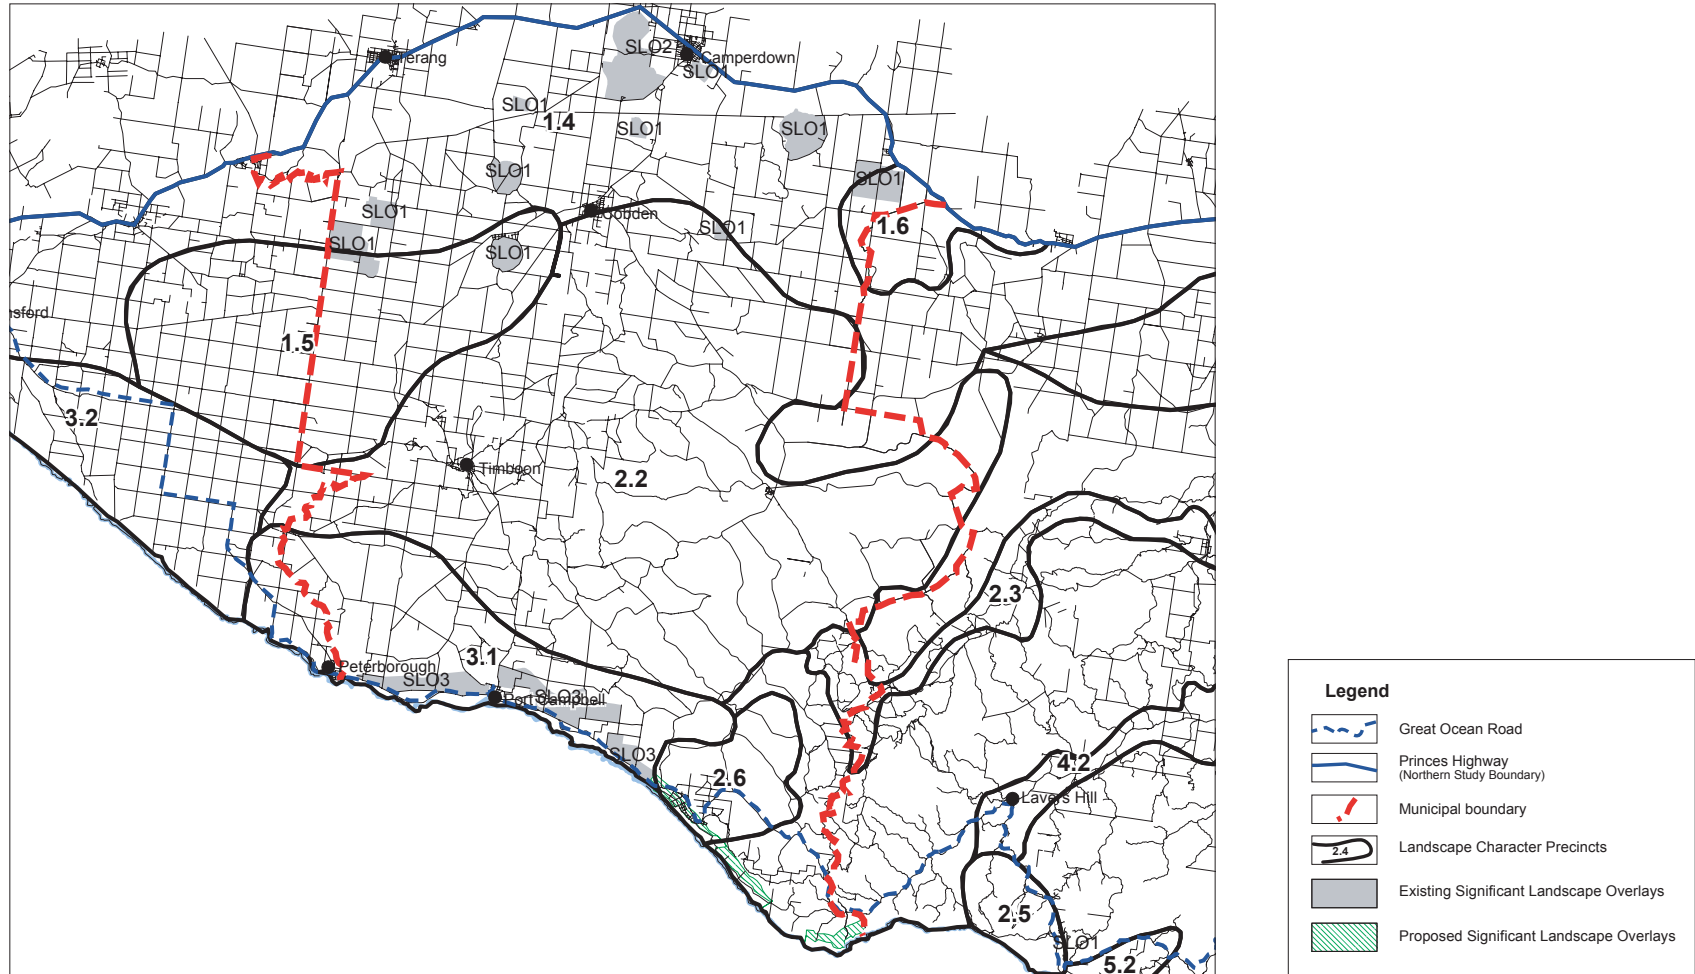 SLO2
Camperdown
Terang
SLO1
SLO1
1.4
SLO1
SLO1
SLO1
SLO1
1.6
SLO1
Cobden
SLO1
SLO1
SLO1
nsford
1.5
3.2
Timboon
2.2
2.3
3.1
Peterborough
SLO3
SLO3
Port Campbell
SLO3
2.6
4.2
Lavers Hill
2.5
SLO1
5.2
Legend
Great Ocean Road
Princes Highway
(Northern Study Boundary)
Municipal boundary
2.4
Landscape Character Precincts
Existing Significant Landscape Overlays
Proposed Significant Landscape Overlays